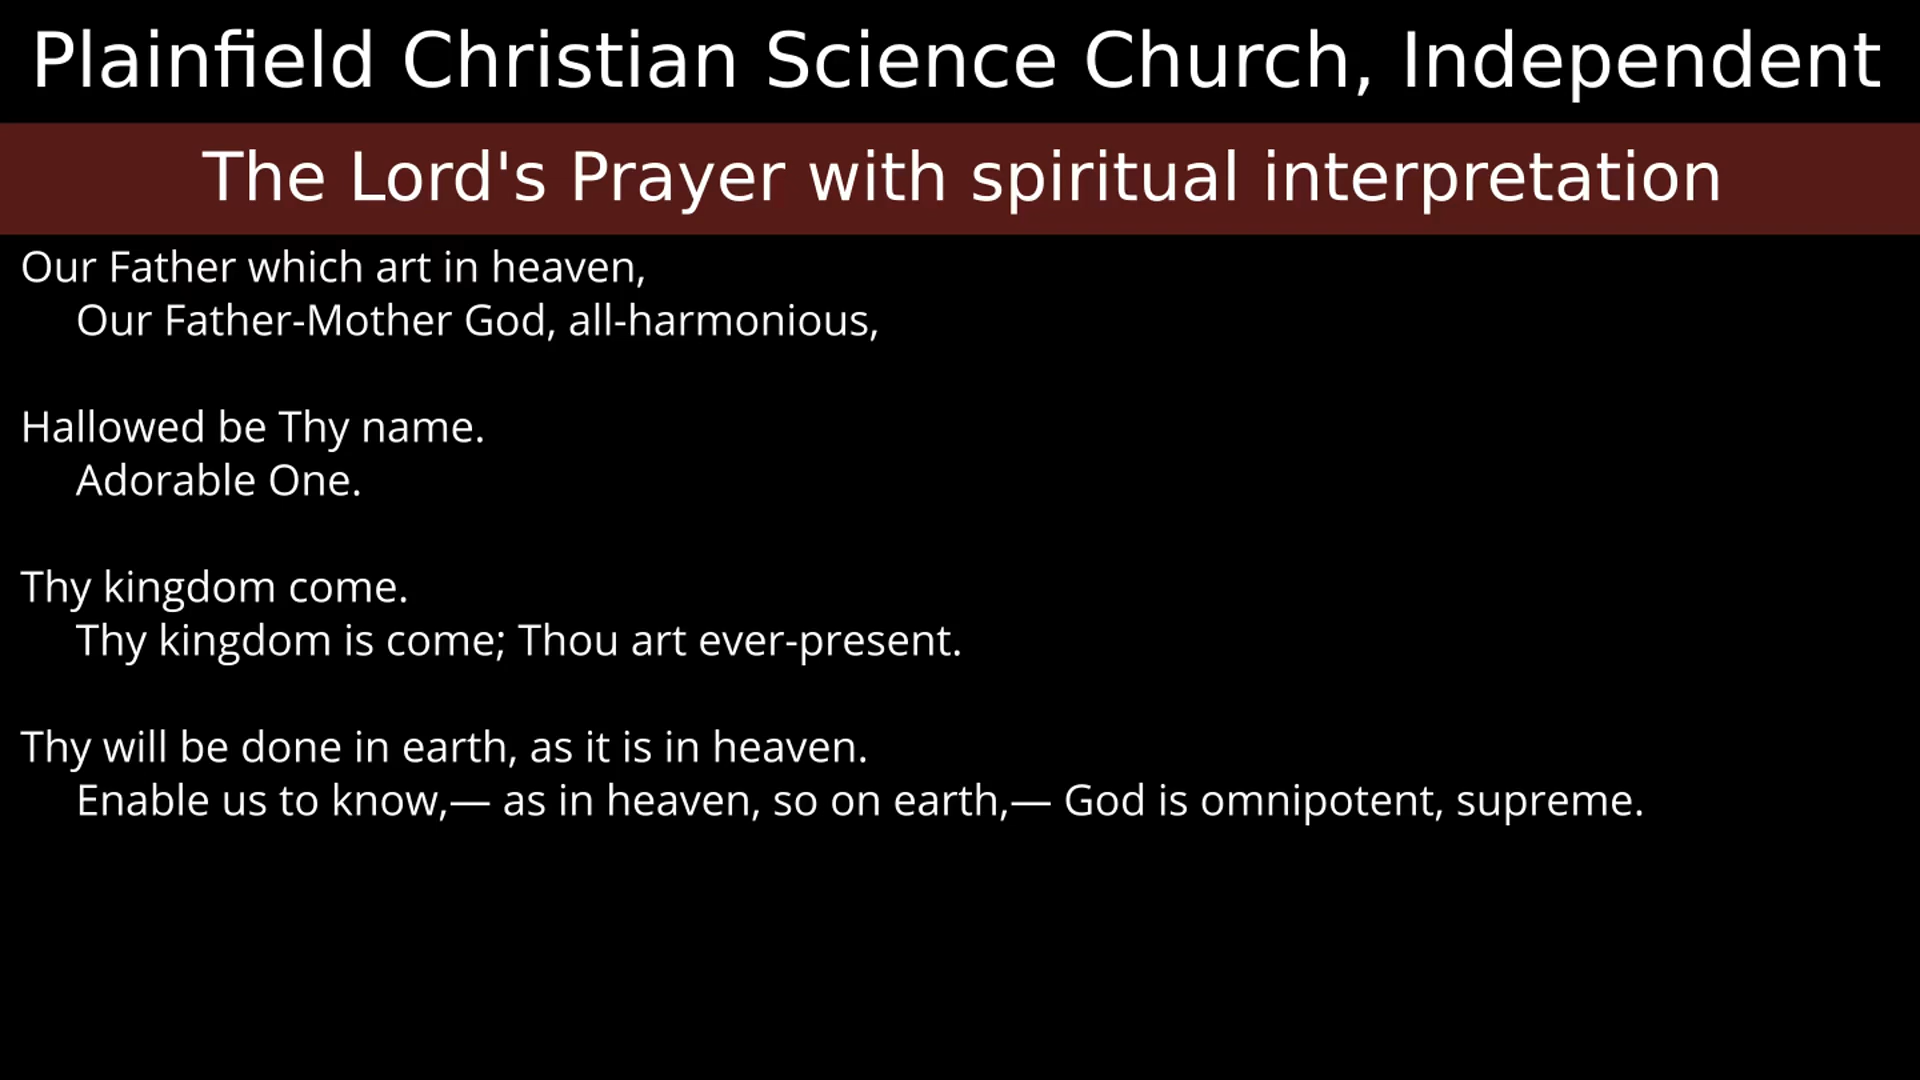 Plainfield Christian Science Church, Independent
The Lord's Prayer with spiritual interpretation
Our Father which art in heaven,
Our Father-Mother God, all-harmonious,
Hallowed be Thy name.
Adorable One.
Thy kingdom come.
Thy kingdom is come; Thou art ever-present.
Thy will be done in earth, as it is in heaven.
Enable us to know,— as in heaven, so on earth,— God is omnipotent, supreme.